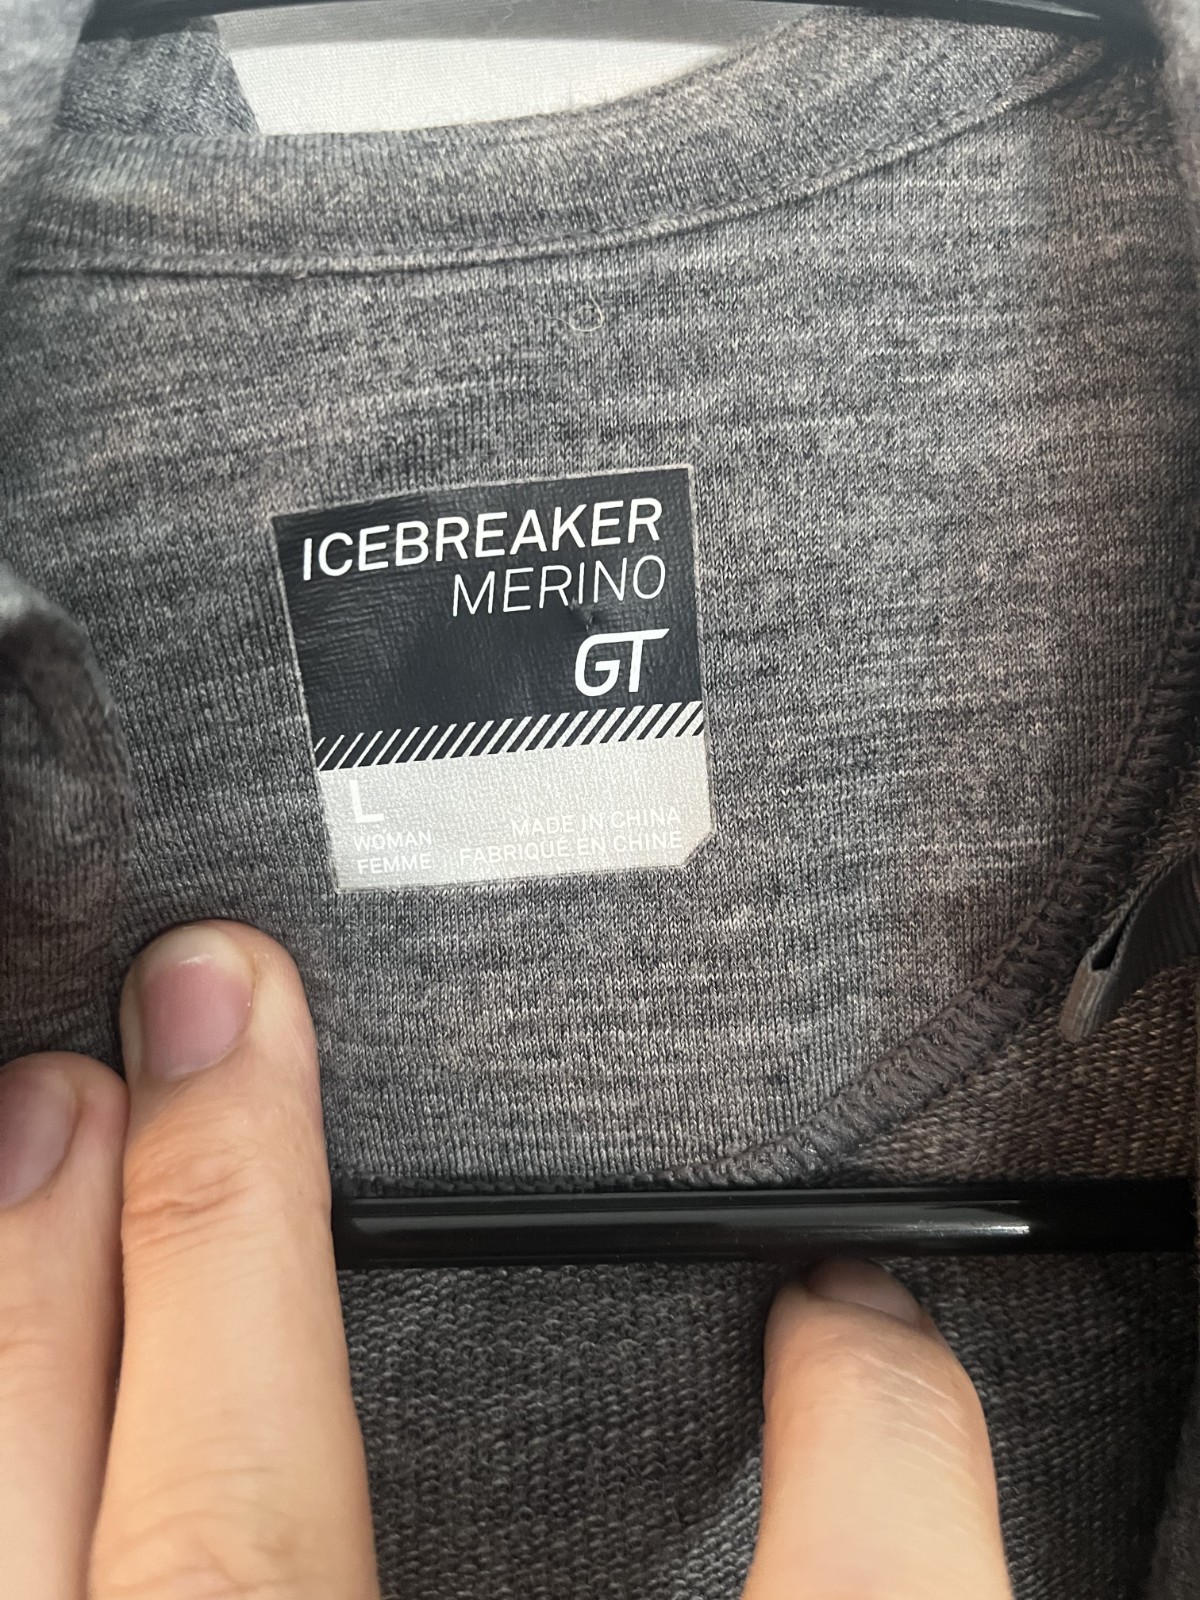 ICEBREAKER
MERINO
GT
L
WOMAN
FEMME
MADE IN CHINA
FABRIQUÉ EN CHINE